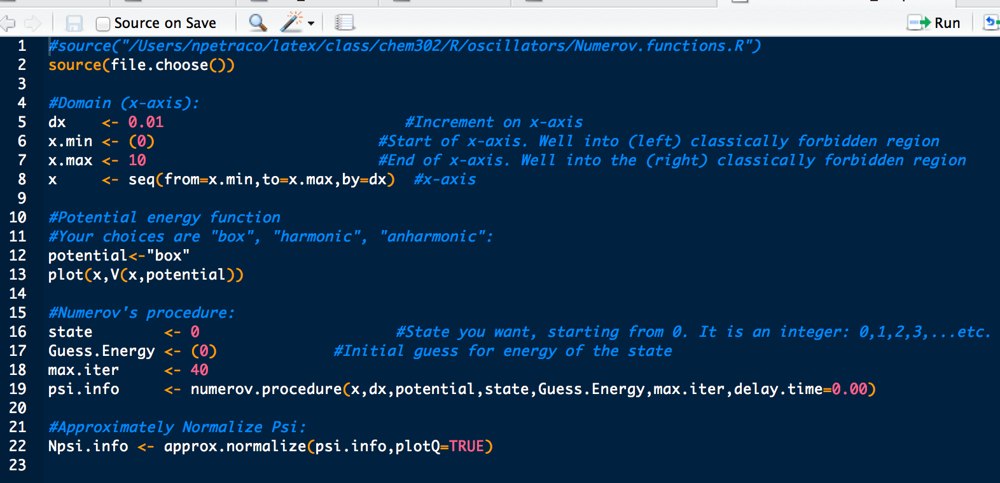 Source on Save Run
1 #source("/Users/npetraco/latex/class/chem302/R/oscillators/Numerov.functions.R")
2 source(file.choose())
3
4 #Domain (x-axis):
5 dx <- 0.01 #Increment on x-axis
6 x.min <- (0) #Start of x-axis. Well into (left) classically forbidden region
7 x.max <- 10 #End of x-axis. Well into the (right) classically forbidden region
8 x <- seq(from=x.min,to=x.max,by=dx) #x-axis
9
10 #Potential energy function
11 #Your choices are "box", "harmonic", "anharmonic":
12 potential<-"box"
13 plot(x,V(x,potential))
14
15 #Numerov's procedure:
16 state <- 0 #State you want, starting from 0. It is an integer: 0,1,2,3,...etc.
17 Guess.Energy <- (0) #Initial guess for energy of the state
18 max.iter <- 40
19 psi.info <- numerov.procedure(x,dx,potential,state,Guess.Energy,max.iter,delay.time=0.00)
20
21 #Approximately Normalize Psi:
22 Npsi.info <- approx.normalize(psi.info,plotQ=TRUE)
23